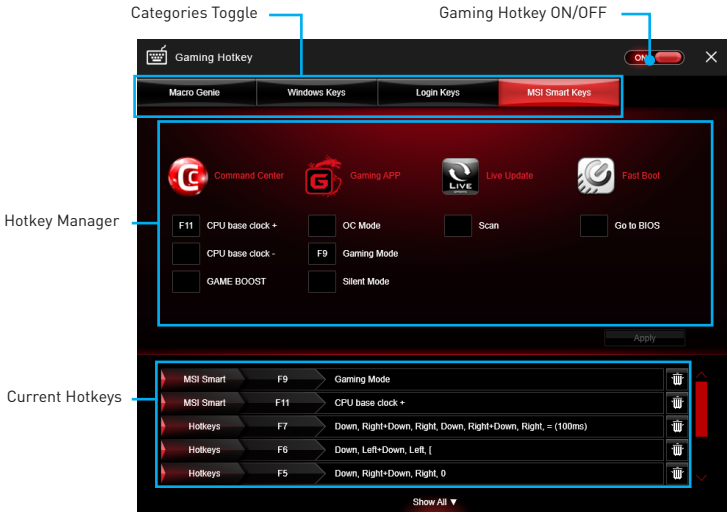 Categories Toggle
Gaming Hotkey ON/OFF
Gaming Hotkey
ON
Macro Genie
Windows Keys
Login Keys
MSI Smart Keys
Command Center
Gaming APP
LIVE UPDATE
Live Update
Fast Boot
Hotkey Manager
F11 CPU base clock +
OC Mode
Scan
Go to BIOS
CPU base clock -
F9 Gaming Mode
GAME BOOST
Silent Mode
Apply
Current Hotkeys
MSI Smart F9 Gaming Mode
MSI Smart F11 CPU base clock +
Hotkeys F7 Down, Right+Down, Right, Down, Right+Down, Right, = (100ms)
Hotkeys F6 Down, Left+Down, Left, [
Hotkeys F5 Down, Right+Down, Right, 0
Show All ▼